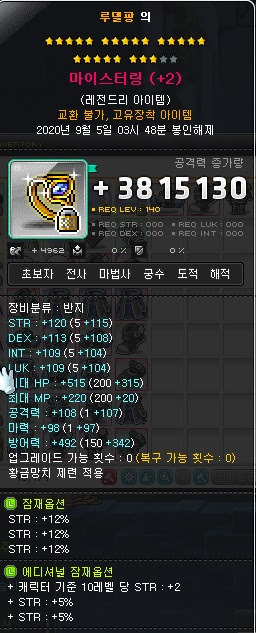 루델팡 의
마이스터링 (+2)
(레전드리 아이템)
교환 불가, 고유장착 아이템
2020년 9월 5일 03시 48분 봉인해제
공격력 증가량
+ 3815130
REQ LEV : 140
REQ STR : 000 REQ LUK : 000
REQ DEX : 000 REQ INT : 000
+ 4962 0 % 0 %
초보자 전사 마법사 궁수 도적 해적
장비분류 : 반지
STR : +120 (5 +115)
DEX : +113 (5 +108)
INT : +109 (5 +104)
LUK : +109 (5 +104)
최대 HP : +515 (200 +315)
최대 MP : +220 (200 +20)
공격력 : +108 (1 +107)
마력 : +98 (1 +97)
방어력 : +492 (150 +342)
업그레이드 가능 횟수 : 0 (복구 가능 횟수 : 0)
황금망치 제련 적용
L 잠재옵션
STR : +12%
STR : +12%
STR : +12%
L 에디셔널 잠재옵션
+ 캐릭터 기준 10레벨 당 STR : +2
+ STR : +5%
+ STR : +5%